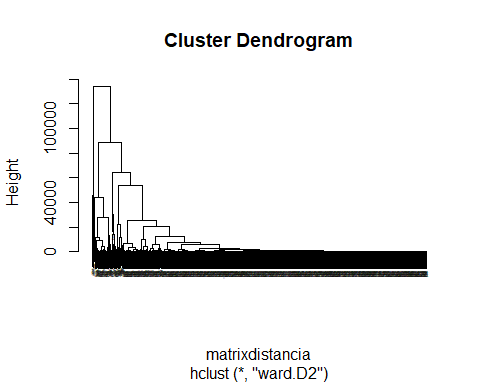 Cluster Dendrogram
Height
100000
40000
0
matrixdistancia
hclust (*, "ward.D2")